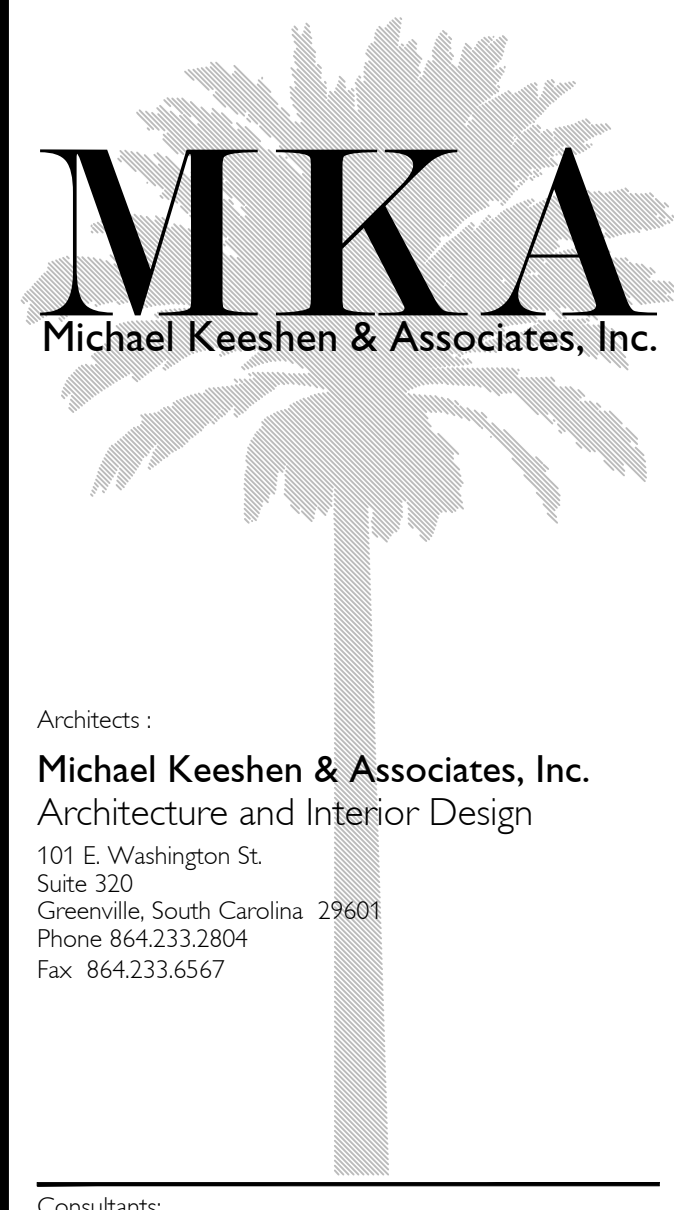 MKA
Michael Keeshen & Associates, Inc.
Architects :
Michael Keeshen & Associates, Inc.
Architecture and Interior Design
101 E. Washington St.
Suite 320
Greenville, South Carolina  29601
Phone 864.233.2804
Fax  864.233.6567
Consultants: